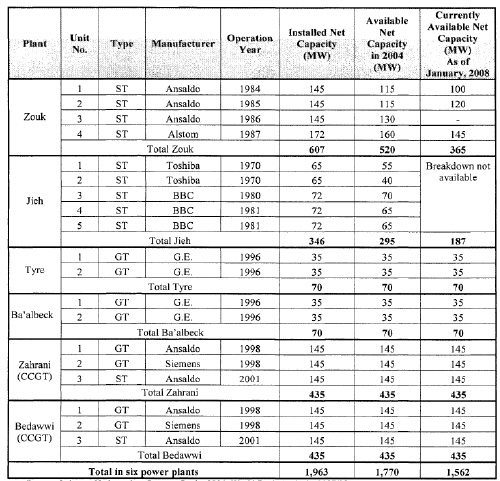 Plant Unit No. Type Manufacturer Operation Year Installed Net Capacity (MW) Available Net Capacity in 2004 (MW) Currently Available Net Capacity (MW) As of January, 2008
Zouk 1 ST Ansaldo 1984 145 115 100
2 ST Ansaldo 1985 145 115 120
3 ST Ansaldo 1986 145 130 -
4 ST Alstom 1987 172 160 145
Total Zouk 607 520 365
Jieh 1 ST Toshiba 1970 65 55 Breakdown not available
2 ST Toshiba 1970 65 40
3 ST BBC 1980 72 70
4 ST BBC 1981 72 65
5 ST BBC 1981 72 65
Total Jieh 346 295 187
Tyre 1 GT G.E. 1996 35 35 35
2 GT G.E. 1996 35 35 35
Total Tyre 70 70 70
Ba'albeck 1 GT G.E. 1996 35 35 35
2 GT G.E. 1996 35 35 35
Total Ba'albeck 70 70 70
Zahrani (CCGT) 1 GT Ansaldo 1998 145 145 145
2 GT Siemens 1998 145 145 145
3 ST Ansaldo 2001 145 145 145
Total Zahrani 435 435 435
Bedawwi (CCGT) 1 GT Ansaldo 1998 145 145 145
2 GT Siemens 1998 145 145 145
3 ST Ansaldo 2001 145 145 145
Total Bedawwi 435 435 435
Total in six power plants 1,963 1,770 1,562